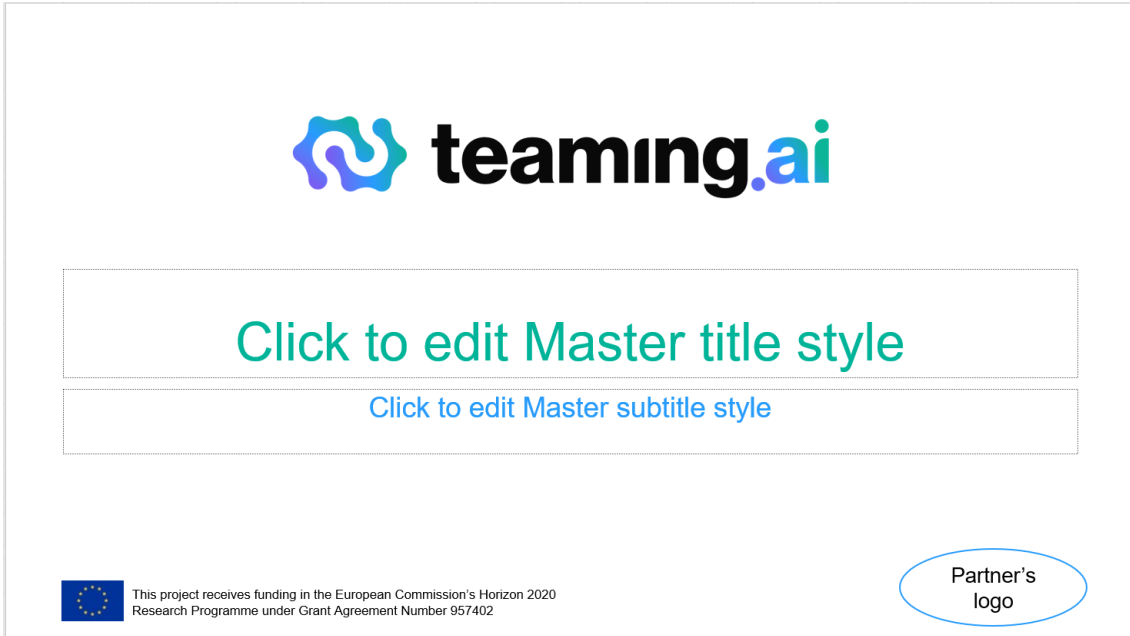 teaming.ai
Click to edit Master title style
Click to edit Master subtitle style
This project receives funding in the European Commission’s Horizon 2020
Research Programme under Grant Agreement Number 957402
Partner’s
logo